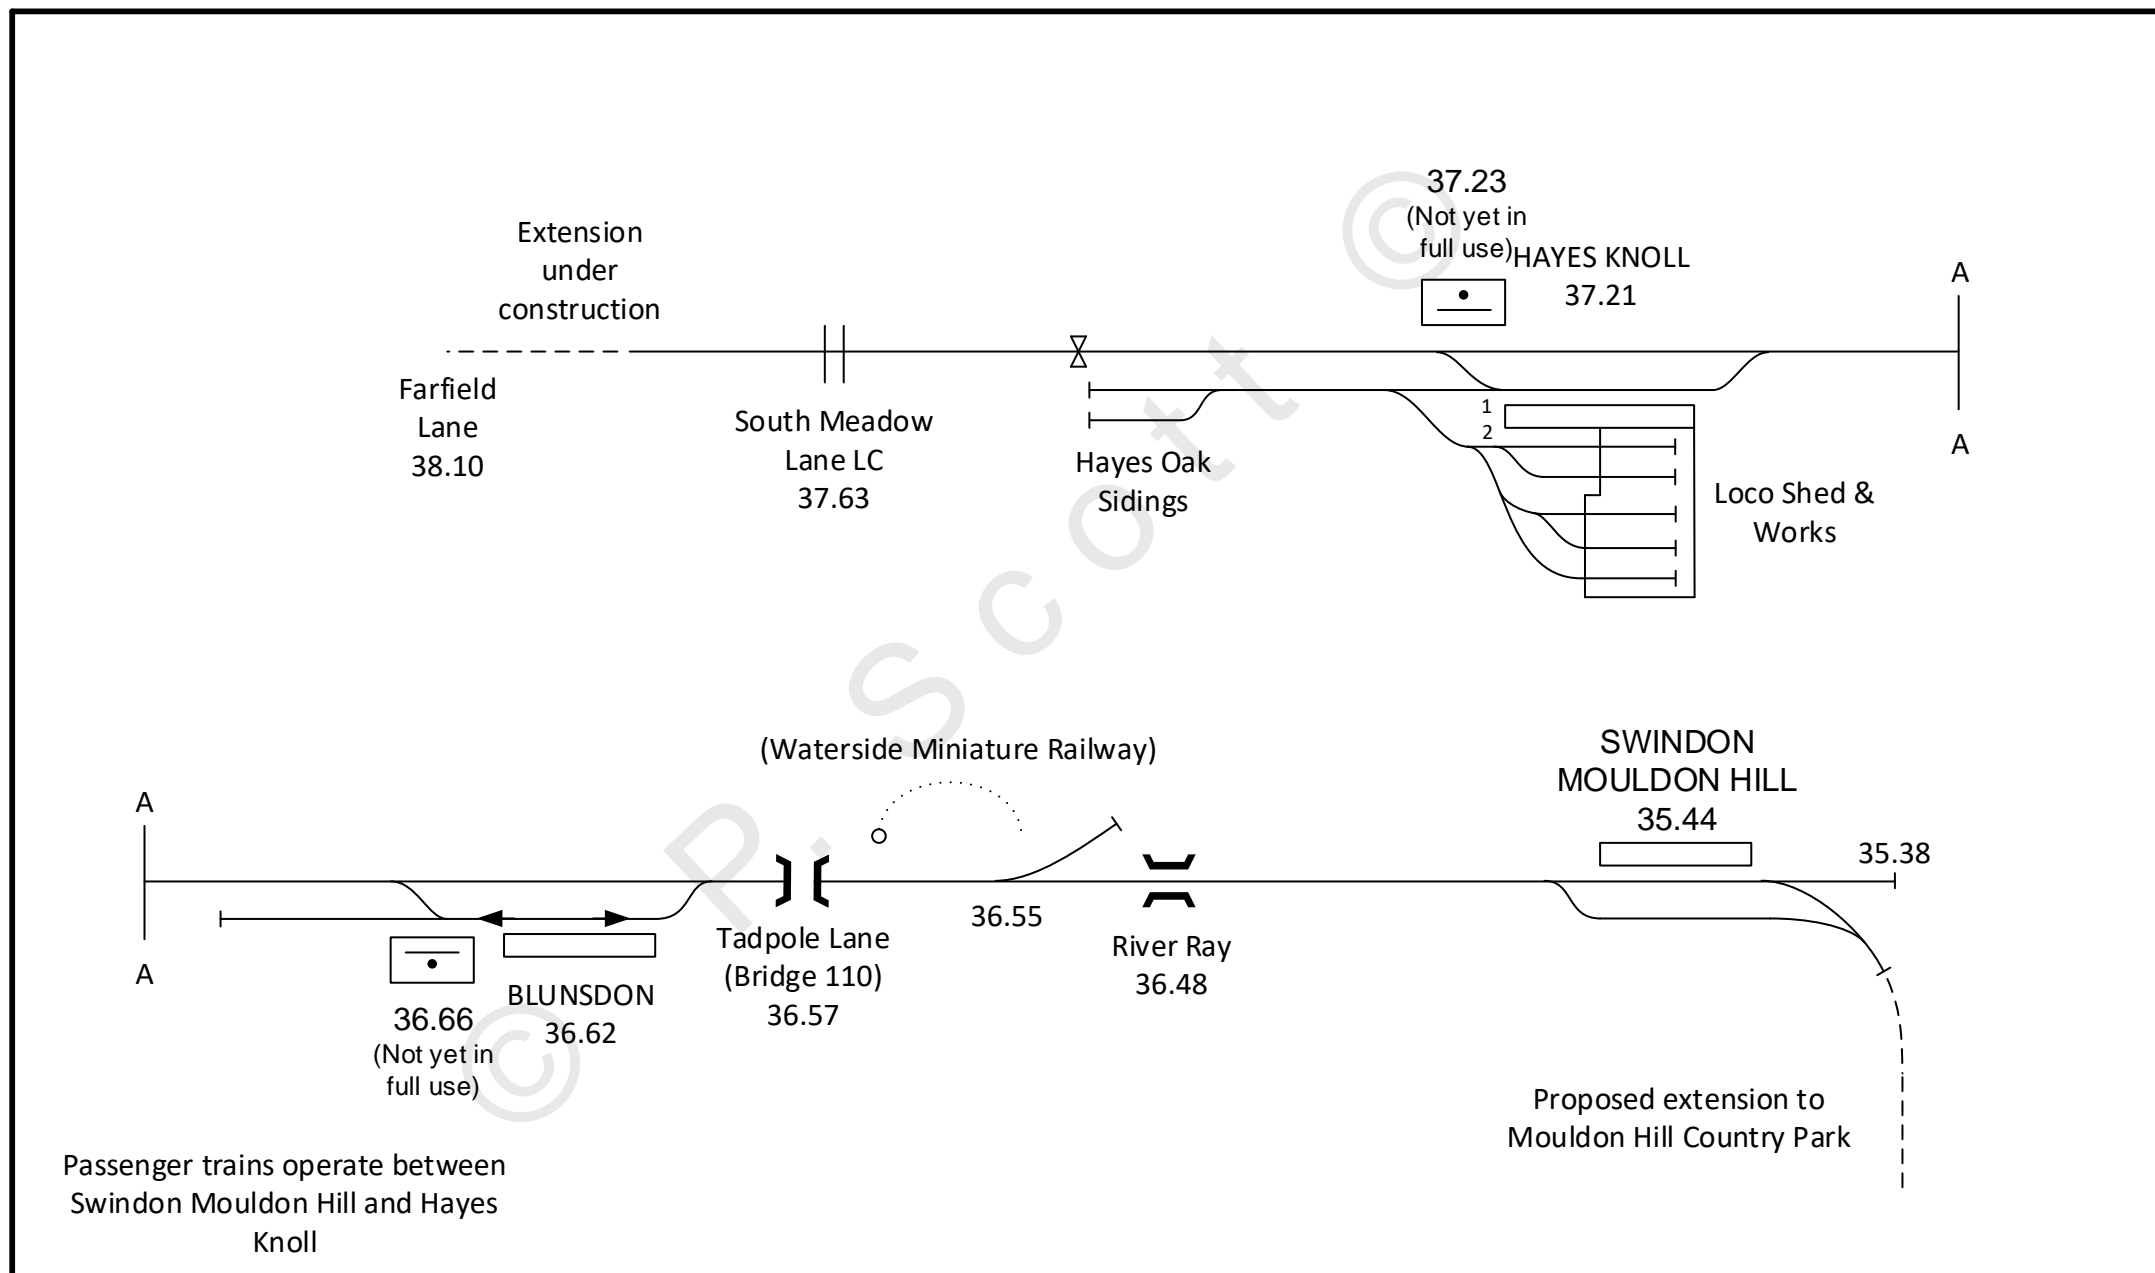 37.23
(Not yet in
full use)
HAYES KNOLL
37.21
Extension
under
construction
A
Farfield
Lane
38.10
South Meadow
Lane LC
37.63
Hayes Oak
Sidings
1
2
Loco Shed &
Works
A
(Waterside Miniature Railway)
SWINDON
MOULDON HILL
35.44
35.38
A
A
36.66
(Not yet in
full use)
BLUNSDON
36.62
Tadpole Lane
(Bridge 110)
36.57
36.55
River Ray
36.48
Proposed extension to
Mouldon Hill Country Park
Passenger trains operate between
Swindon Mouldon Hill and Hayes
Knoll
© P. Scott ©